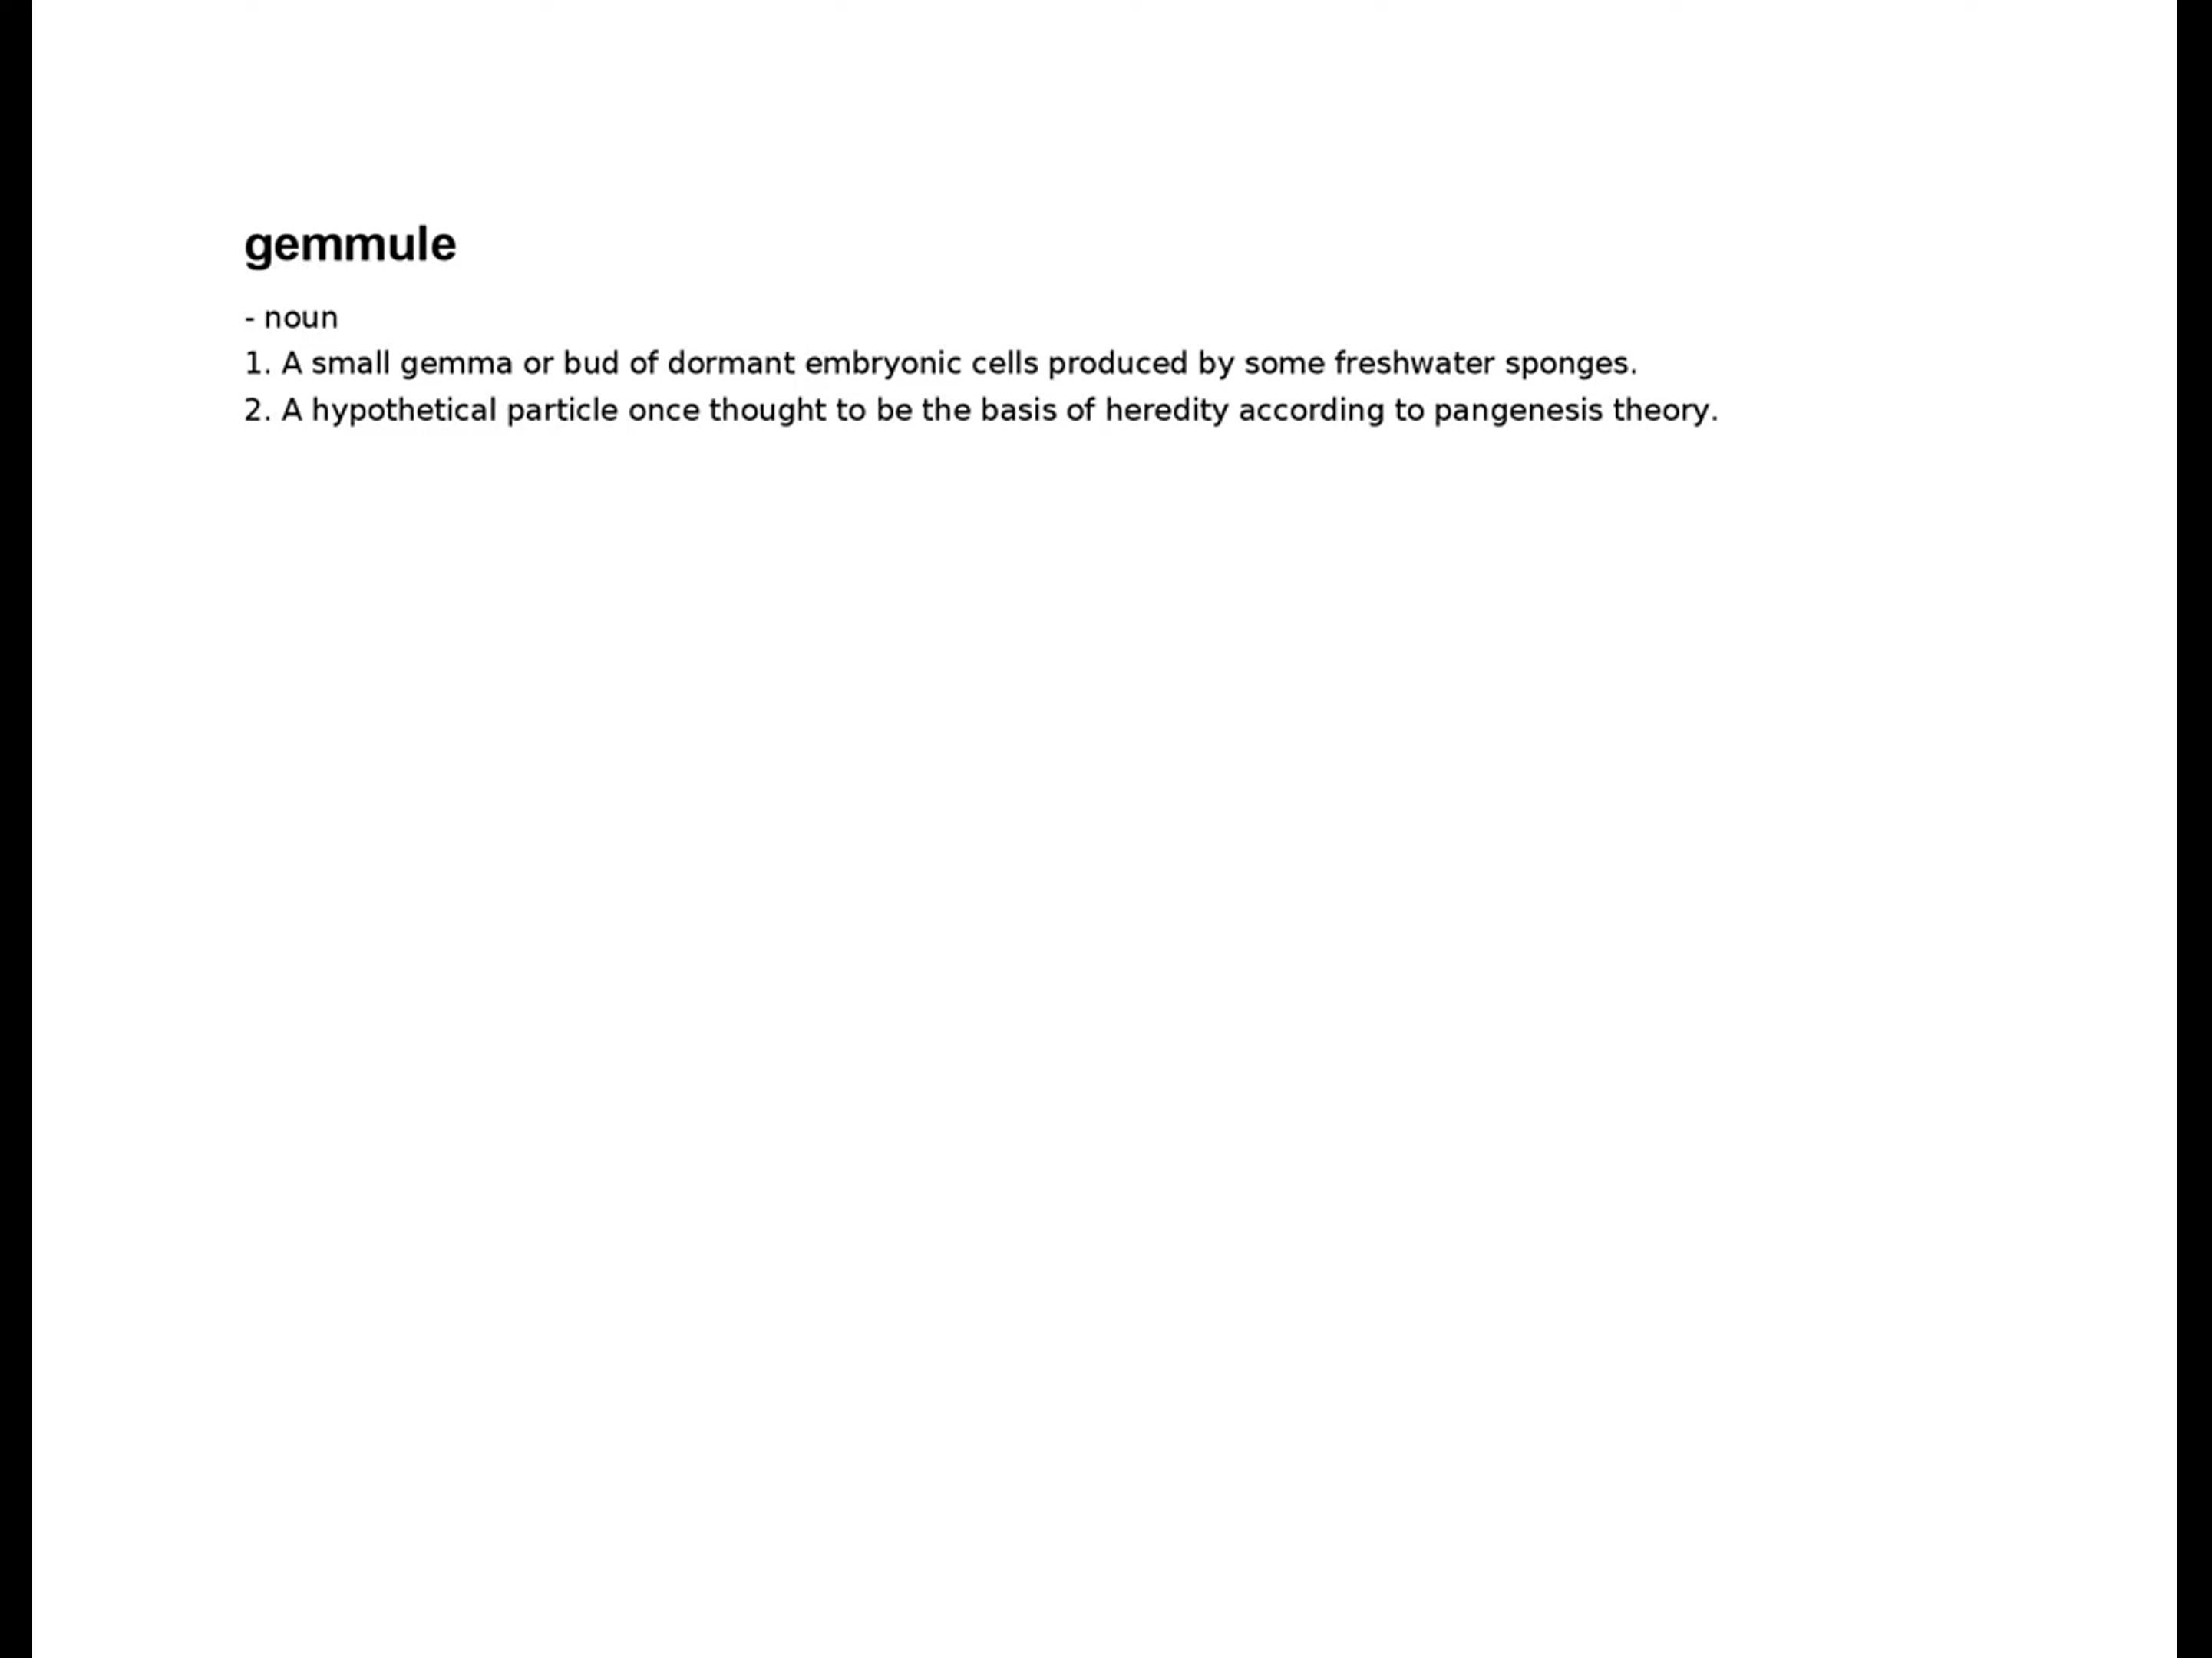 gemmule
- noun
1. A small gemma or bud of dormant embryonic cells produced by some freshwater sponges.
2. A hypothetical particle once thought to be the basis of heredity according to pangenesis theory.